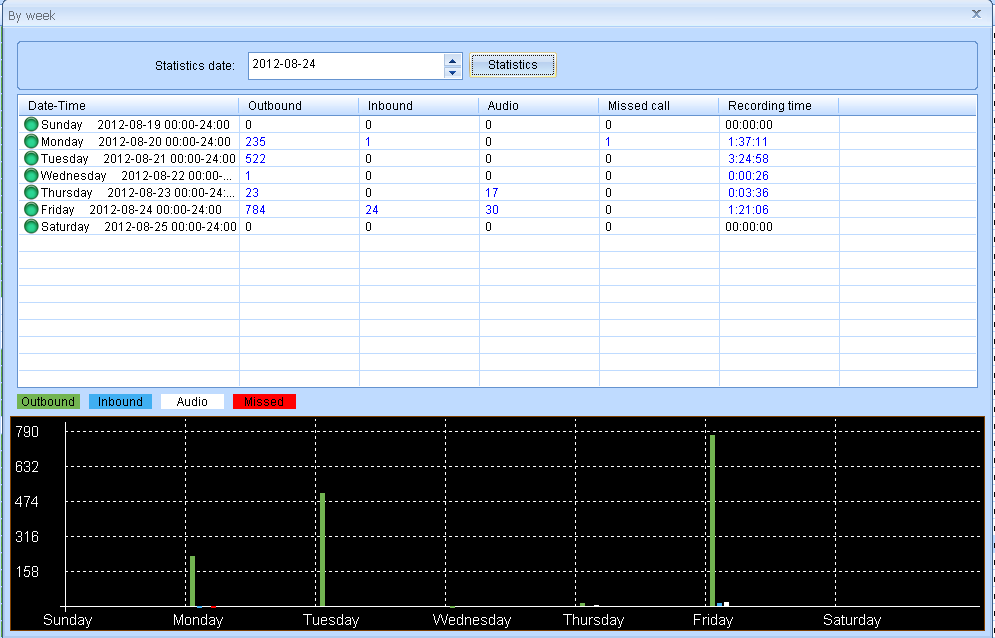 By week
Statistics date: 2012-08-24 Statistics
Date-Time Outbound Inbound Audio Missed call Recording time
Sunday 2012-08-19 00:00-24:00 0 0 0 0 00:00:00
Monday 2012-08-20 00:00-24:00 235 1 0 1 1:37:11
Tuesday 2012-08-21 00:00-24:00 522 0 0 0 3:24:58
Wednesday 2012-08-22 00:00-... 1 0 0 0 0:00:26
Thursday 2012-08-23 00:00-24:... 23 0 17 0 0:03:36
Friday 2012-08-24 00:00-24:00 784 24 30 0 1:21:06
Saturday 2012-08-25 00:00-24:00 0 0 0 0 00:00:00
Outbound Inbound Audio Missed
790
632
474
316
158
Sunday Monday Tuesday Wednesday Thursday Friday Saturday